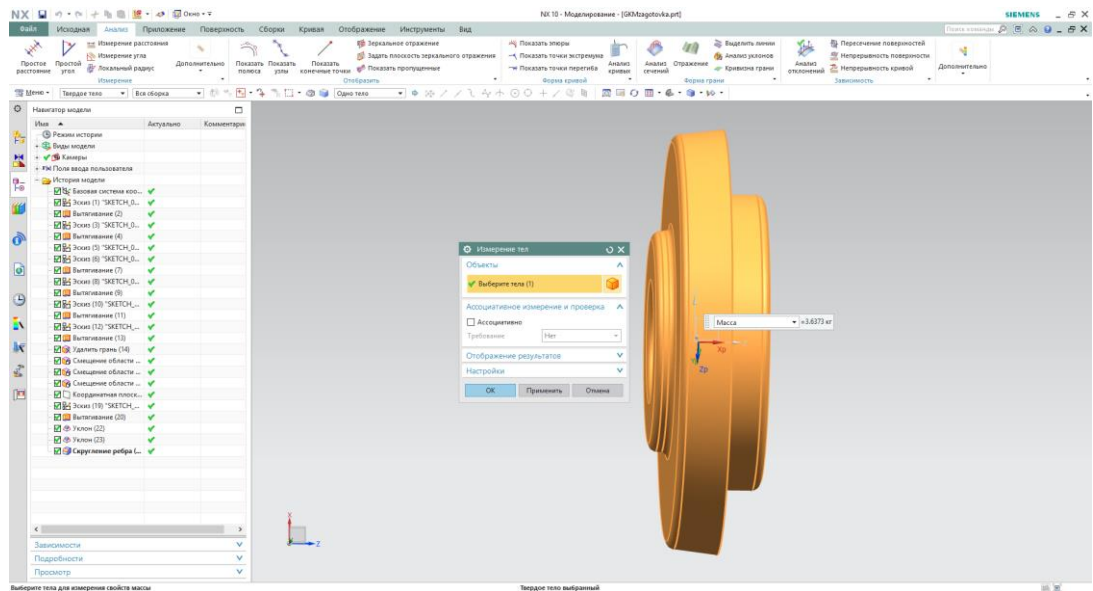 NX
Окно
NX 10 - Моделирование - [GKMzagotovka.prt]
SIEMENS
Файл Исходная Анализ Приложение Поверхность Сборки Кривая Отображение Инструменты Вид
Поиск команды
Простое расстояние
Простой угол
Измерение расстояния
Измерение угла
Локальный радиус
Дополнительно
Измерение
Показать полюса
Показать узлы
Показать конечные точки
Зеркальное отражение
Задать плоскость зеркального отражения
Показать пропущенные
Отобразить
Показать эпюры
Показать точки экстремума
Показать точки перегиба
Анализ кривых
Форма кривой
Анализ сечений
Отражение
Выделить линии
Анализ уклонов
Кривизна грани
Форма грани
Анализ отклонений
Пересечение поверхностей
Непрерывность поверхности
Непрерывность кривой
Зависимость
Дополнительно
Меню Твердое тело Вся сборка Одно тело
Навигатор модели
Имя Актуально Комментарии
Режим истории
Виды модели
Камеры
Поля ввода пользователя
История модели
Базовая система коо...
Эскиз (1) "SKETCH_0...
Вытягивание (2)
Эскиз (3) "SKETCH_0...
Вытягивание (4)
Эскиз (5) "SKETCH_0...
Эскиз (6) "SKETCH_0...
Вытягивание (7)
Эскиз (8) "SKETCH_0...
Вытягивание (9)
Эскиз (10) "SKETCH_...
Вытягивание (11)
Эскиз (12) "SKETCH_...
Вытягивание (13)
Удалить грань (14)
Смещение области ...
Смещение области ...
Смещение области ...
Координатная плоск...
Эскиз (19) "SKETCH_...
Вытягивание (20)
Уклон (22)
Уклон (23)
Скругление ребра (...
Зависимости
Подробности
Просмотр
Измерение тел
Объекты
Выберите тела (1)
Ассоциативное измерение и проверка
Ассоциативно
Требование Нет
Отображение результатов
Настройки
ОК Применить Отмена
Масса =3.6373 кг
Xp
Zp
X
Z
Выберите тела для измерения свойств массы
Твердое тело выбранный